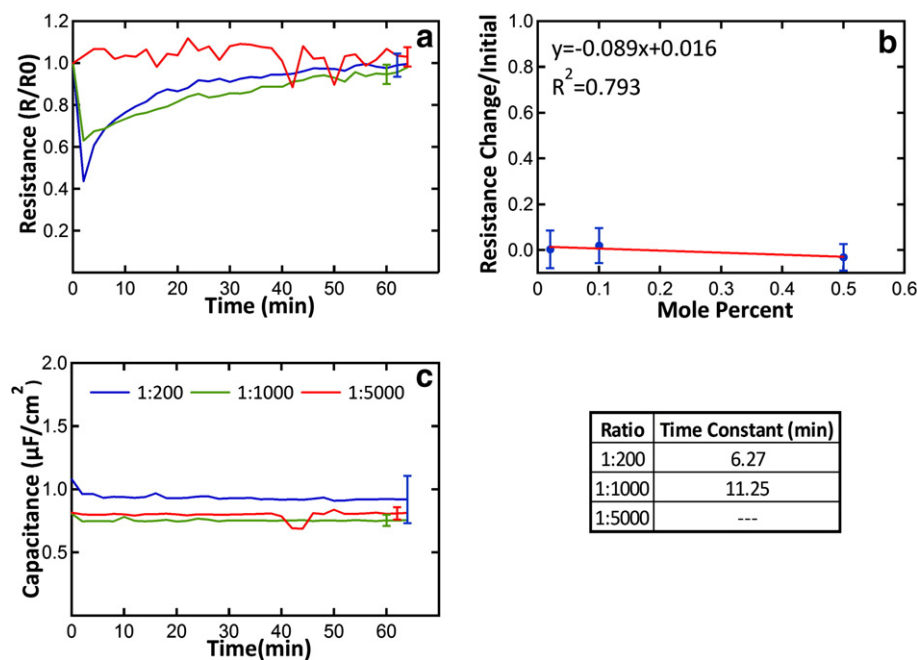 a
1.2
1.0
0.8
0.6
0.4
0.2
Resistance (R/R0)
0 10 20 30 40 50 60
Time (min)
b
y=-0.089x+0.016
R²=0.793
1.0
0.8
0.6
0.4
0.2
0.0
Resistance Change/Initial
0 0.1 0.2 0.3 0.4 0.5 0.6
Mole Percent
c
1:200 1:1000 1:5000
2.0
1.5
1.0
0.5
Capacitance (µF/cm²)
0 10 20 30 40 50 60
Time(min)
Ratio Time Constant (min)
1:200 6.27
1:1000 11.25
1:5000 ---